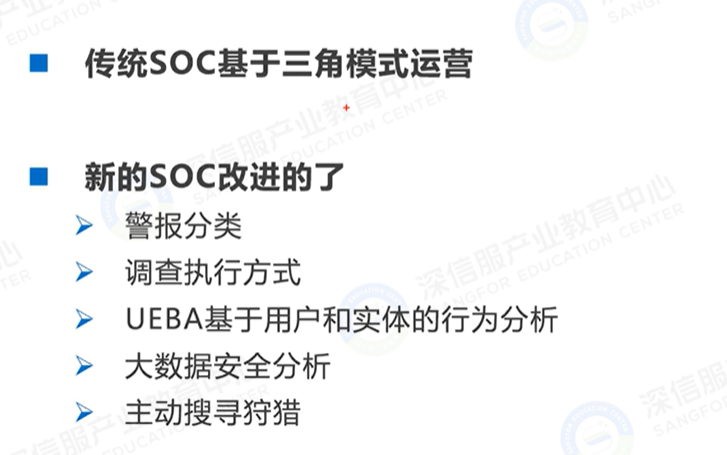 传统SOC基于三角模式运营
新的SOC改进的了
警报分类
调查执行方式
UEBA基于用户和实体的行为分析
大数据安全分析
主动搜寻狩猎
深信服产业教育中心
SANGFOR EDUCATION CENTER